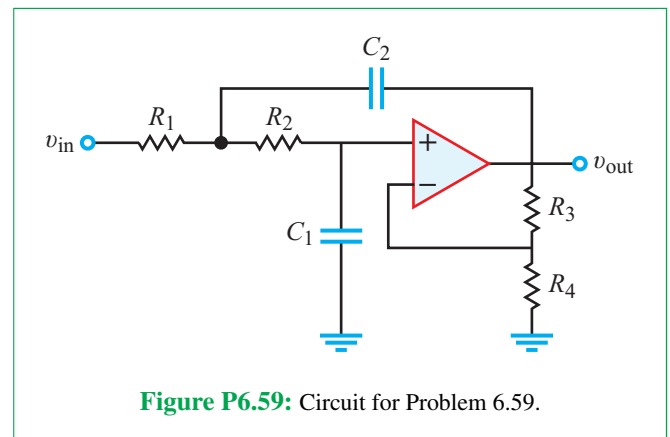 C2
R1
R2
vin
+
vout
−
R3
C1
R4
Figure P6.59: Circuit for Problem 6.59.